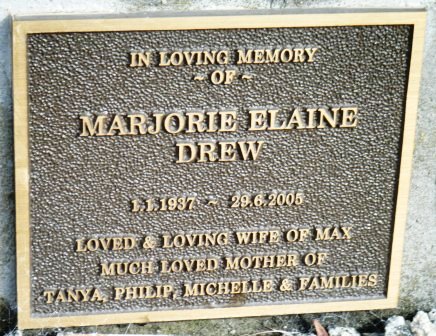 IN LOVING MEMORY
~ OF ~
MARJORIE ELAINE
DREW
1.1.1937 ~ 29.6.2005
LOVED & LOVING WIFE OF MAX
MUCH LOVED MOTHER OF
TANYA, PHILIP, MICHELLE & FAMILIES